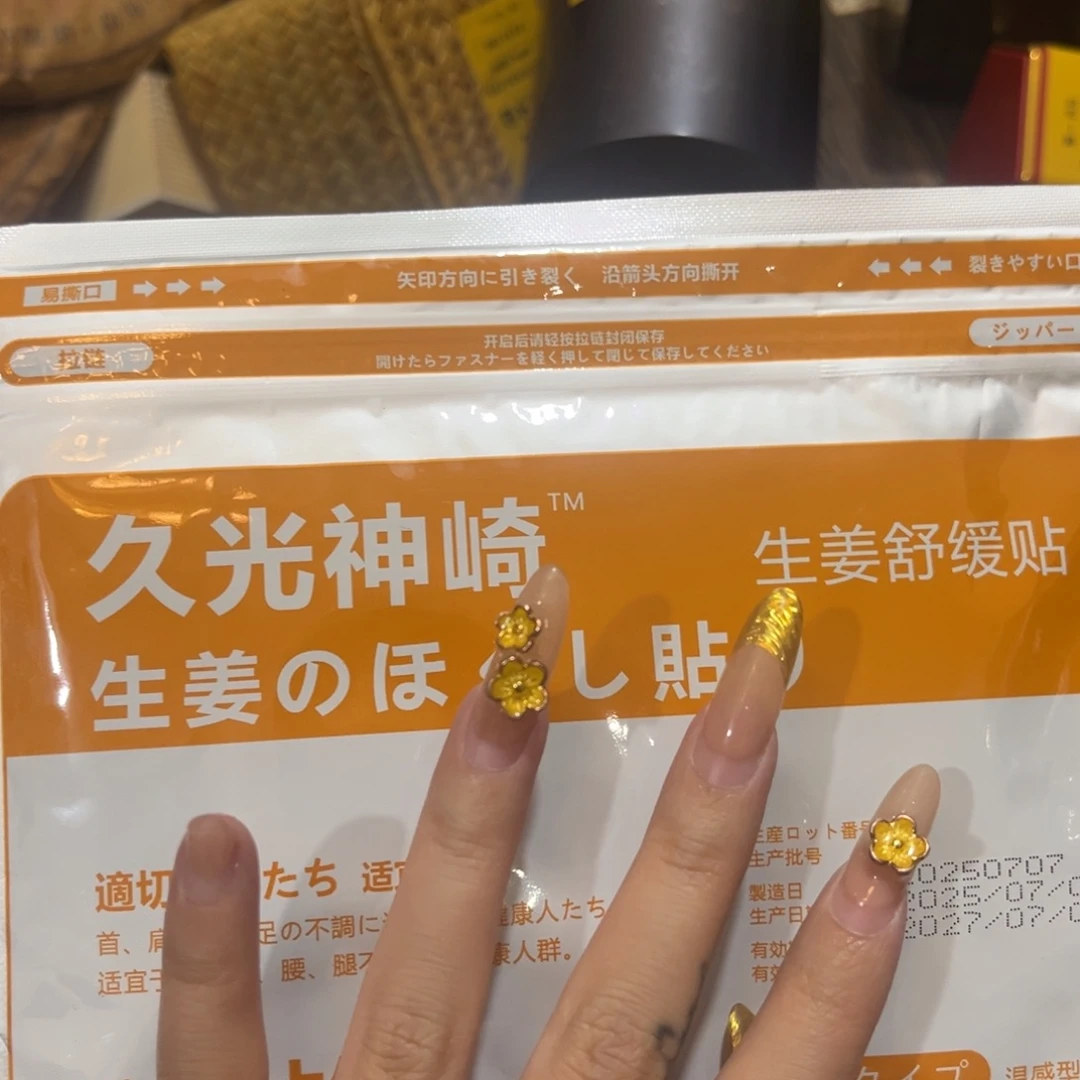 易撕口 矢印方向に引き裂く 沿箭头方向撕开 裂きやすい口
拉链 开启后请轻按拉链封闭保存 ジッパー
開けたらファスナーを軽く押して閉じて保存してください
久光神崎™ 生姜舒缓贴
生姜のほ し貼
適切 たち 适
首、肩 足の不調に 健康人たち
适宜于 、腰、腿不 康人群。
生産ロット番号
生产批号 20250707
製造日 2025/07/0
生产日 2027/07/0
有効
有效
タイプ 温感型